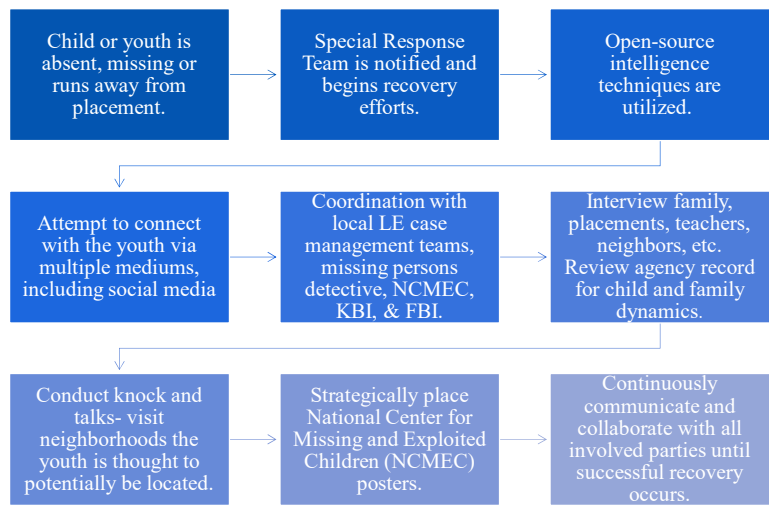 Child or youth is
absent, missing or
runs away from
placement.
Special Response
Team is notified and
begins recovery
efforts.
Open-source
intelligence
techniques are
utilized.
Attempt to connect
with the youth via
multiple mediums,
including social media
Coordination with
local LE case
management teams,
missing persons
detective, NCMEC,
KBI, & FBI.
Interview family,
placements, teachers,
neighbors, etc.
Review agency record
for child and family
dynamics.
Conduct knock and
talks- visit
neighborhoods the
youth is thought to
potentially be located.
Strategically place
National Center for
Missing and Exploited
Children (NCMEC)
posters.
Continuously
communicate and
collaborate with all
involved parties until
successful recovery
occurs.